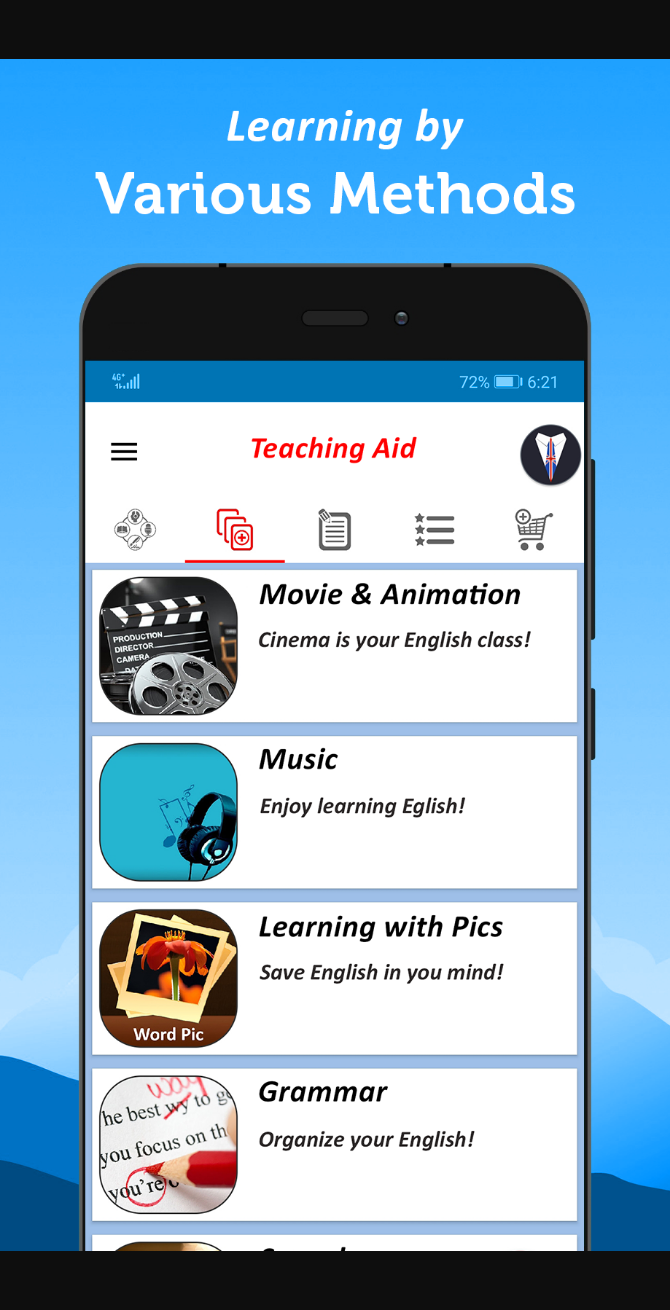 Learning by
Various Methods
4G+
72% 6:21
Teaching Aid
PRODUCTION
DIRECTOR
CAMERA
Movie & Animation
Cinema is your English class!
Music
Enjoy learning Eglish!
Word Pic
Learning with Pics
Save English in you mind!
way
he best wy to ge
you focus on th
you're
Grammar
Organize your English!